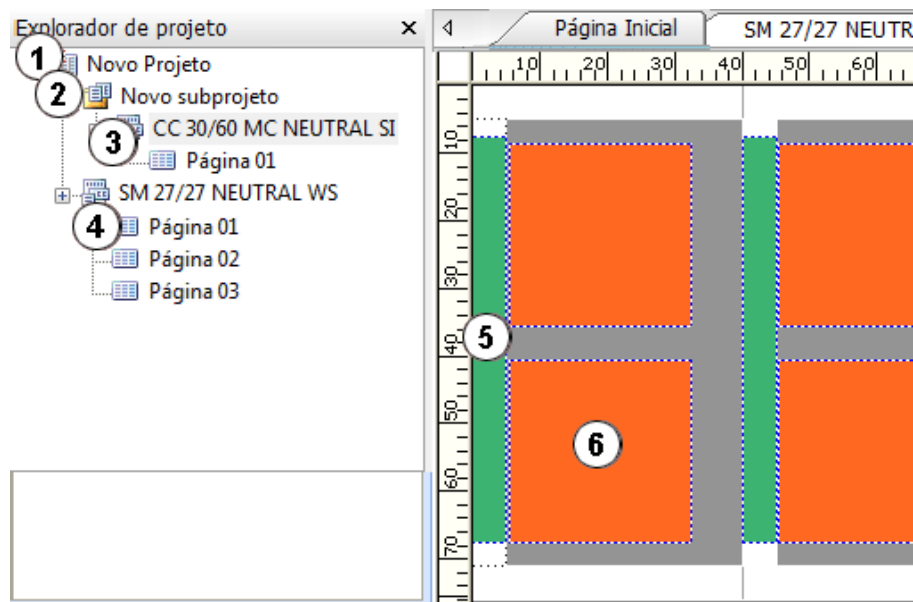 Explorador de projeto
Novo Projeto
Novo subprojeto
CC 30/60 MC NEUTRAL SI
Página 01
SM 27/27 NEUTRAL WS
Página 01
Página 02
Página 03
1
2
3
4
Página Inicial
SM 27/27 NEUTR
10 20 30 40 50 60
10
20
30
40
50
60
70
5
6